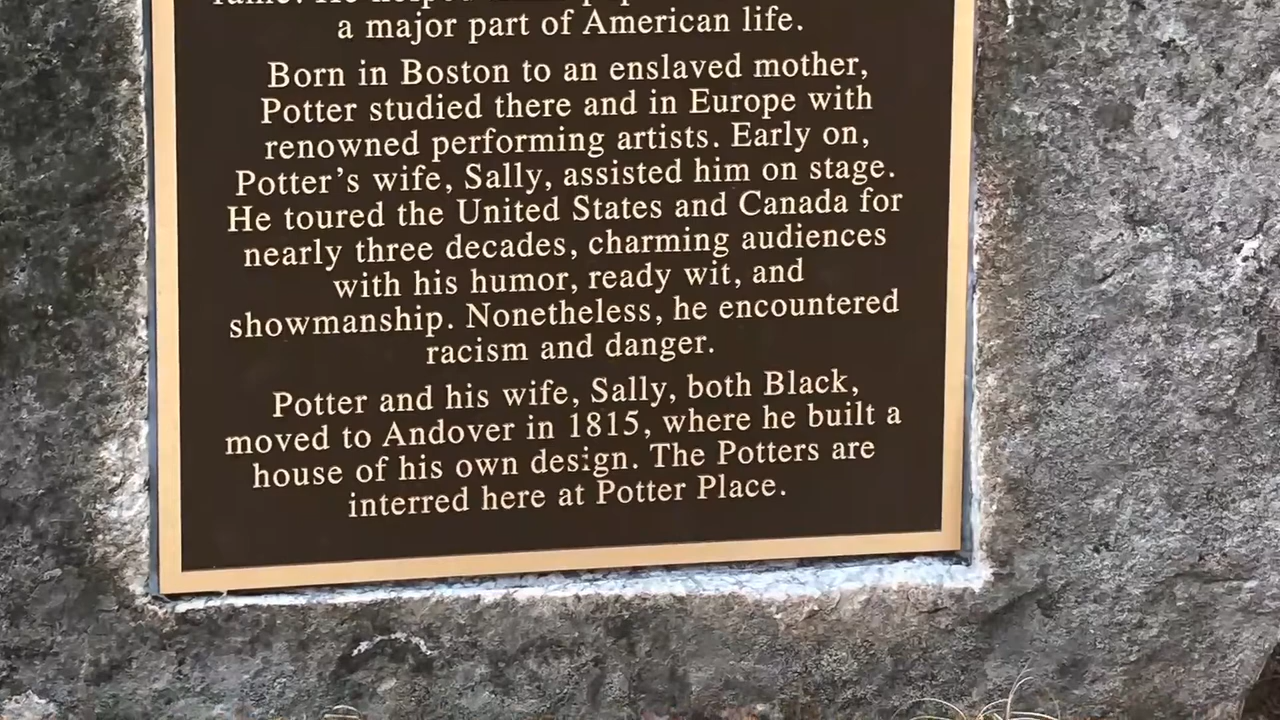 He helped
a major part of American life.
Born in Boston to an enslaved mother,
Potter studied there and in Europe with
renowned performing artists. Early on,
Potter's wife, Sally, assisted him on stage.
He toured the United States and Canada for
nearly three decades, charming audiences
with his humor, ready wit, and
showmanship. Nonetheless, he encountered
racism and danger.
Potter and his wife, Sally, both Black,
moved to Andover in 1815, where he built a
house of his own design. The Potters are
interred here at Potter Place.